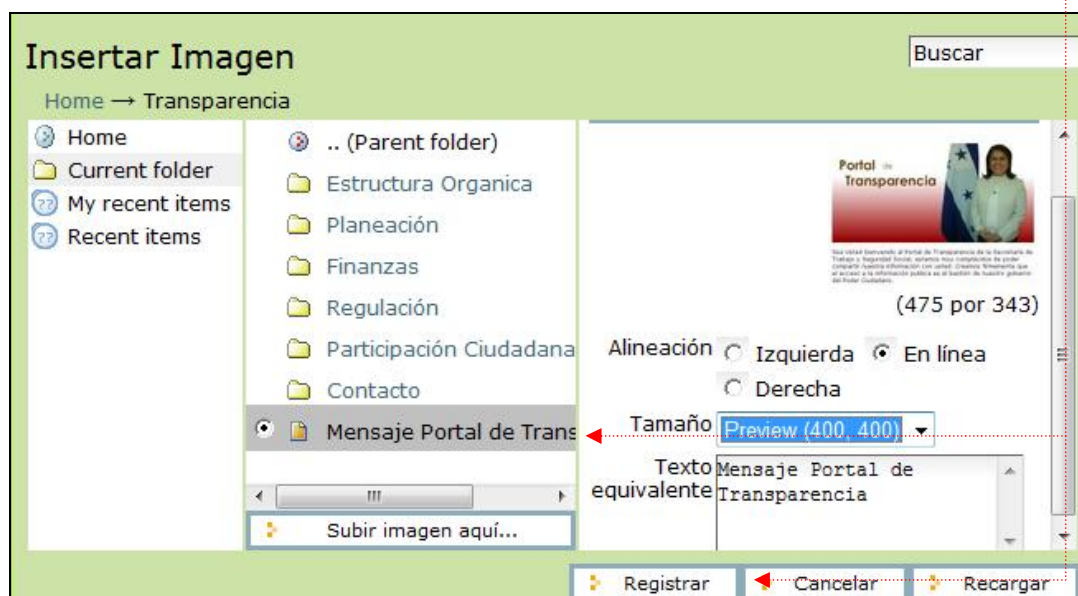 Insertar Imagen
Buscar
Home → Transparencia
Home
Current folder
?? My recent items
?? Recent items
.. (Parent folder)
Estructura Organica
Planeación
Finanzas
Regulación
Participación Ciudadana
Contacto
Mensaje Portal de Trans
Subir imagen aquí...
Portal de
Transparencia
(475 por 343)
Alineación Izquierda En línea
Derecha
Tamaño Preview (400, 400)
Texto equivalente
Mensaje Portal de
Transparencia
Registrar
Cancelar
Recargar